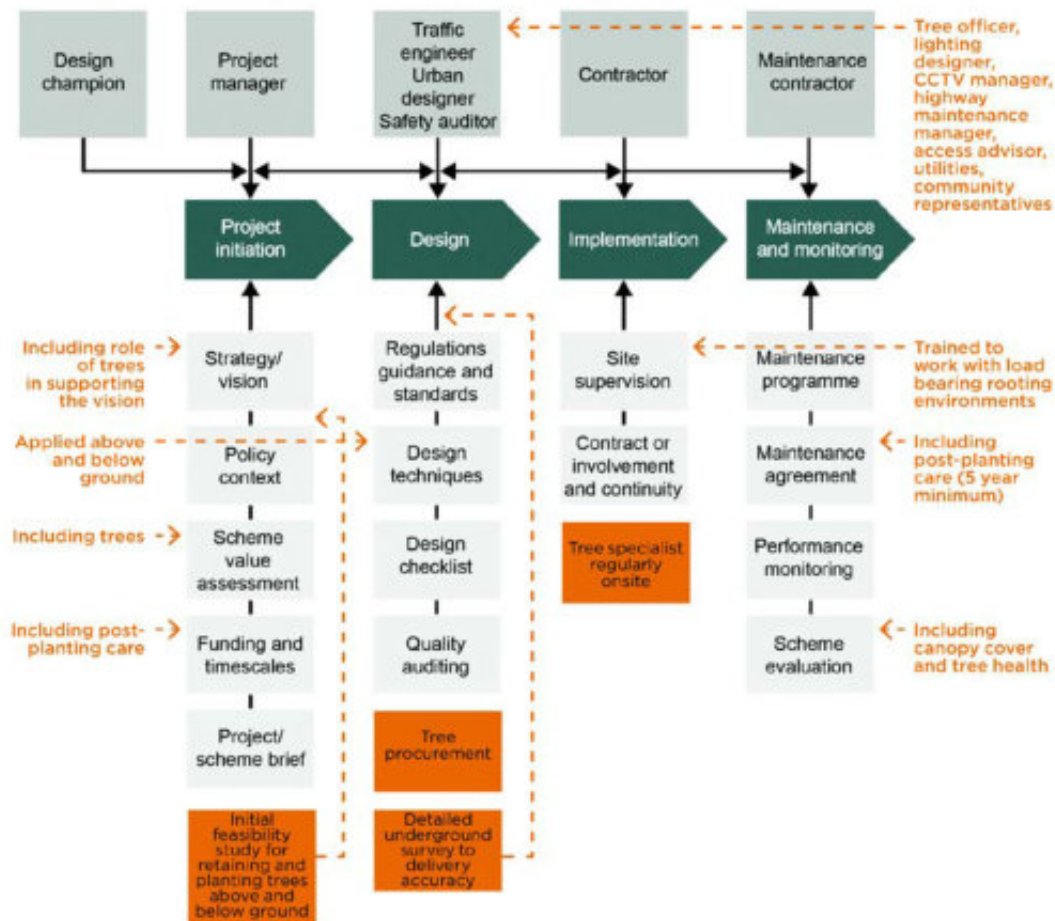 Design
champion
Project
manager
Traffic
engineer
Urban
designer
Safety auditor
Contractor
Maintenance
contractor
Tree officer,
lighting
designer,
CCTV manager,
highway
maintenance
manager,
access advisor,
utilities,
community
representatives
Project
initiation
Design
Implementation
Maintenance
and monitoring
Including role
of trees
in supporting
the vision
Strategy/
vision
Regulations
guidance and
standards
Site
supervision
Maintenance
programme
Trained to
work with load
bearing rooting
environments
Applied above
and below
ground
Policy
context
Design
techniques
Contract or
involvement
and continuity
Maintenance
agreement
Including
post-planting
care (5 year
minimum)
Including trees
Scheme
value
assessment
Design
checklist
Tree specialist
regularly
onsite
Performance
monitoring
Including post-
planting care
Funding and
timescales
Quality
auditing
Scheme
evaluation
Including
canopy cover
and tree health
Project/
scheme brief
Tree
procurement
Initial
feasibility
study for
retaining and
planting trees
above and
below ground
Detailed
underground
survey to
delivery
accuracy